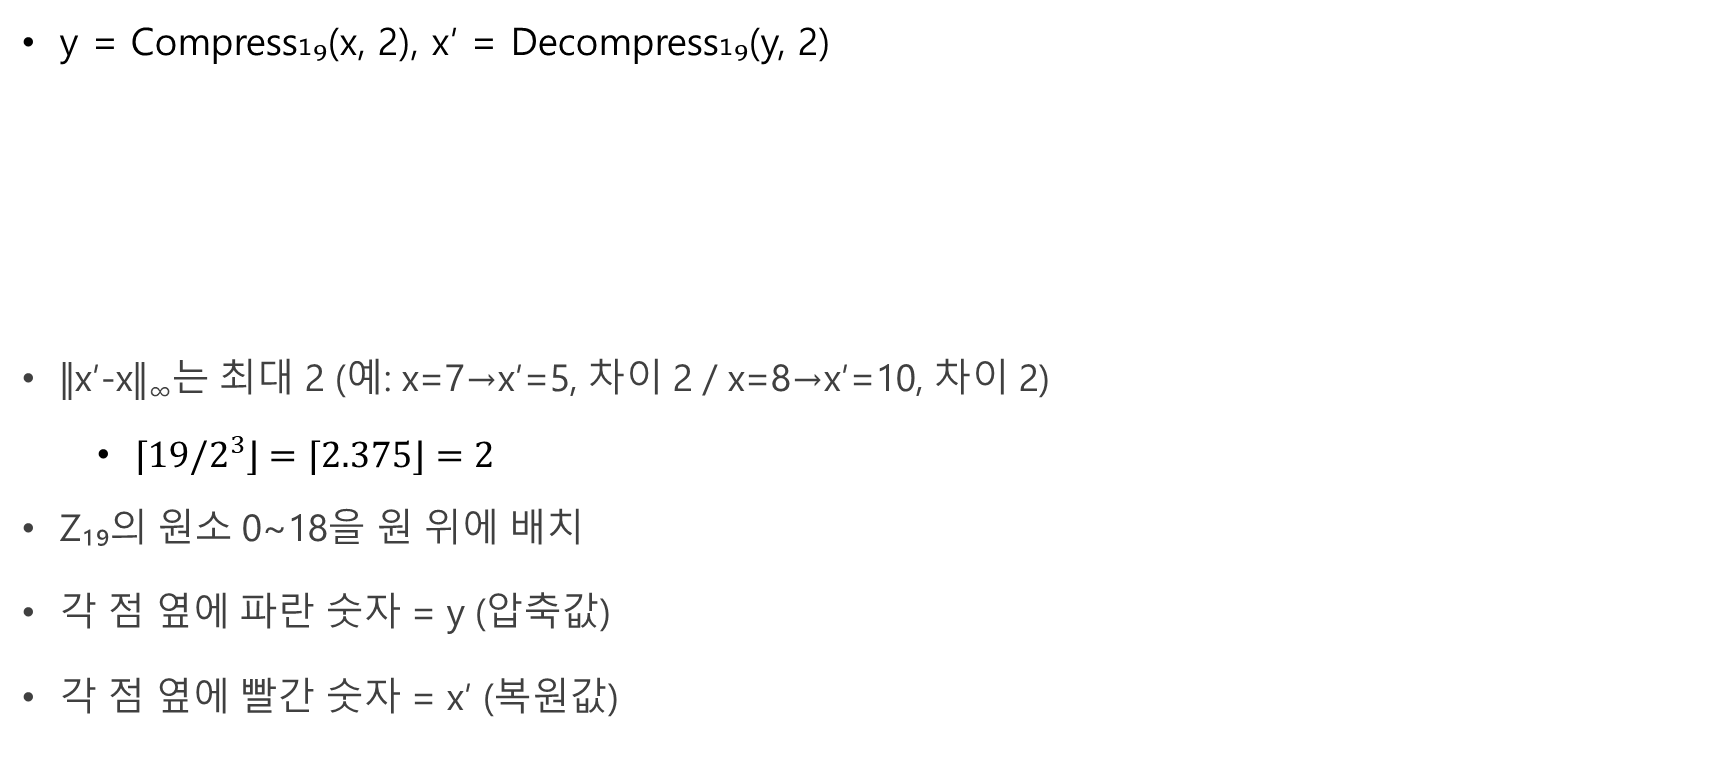 • y = Compress₁₉(x, 2), x′ = Decompress₁₉(y, 2)
• ‖x′-x‖∞는 최대 2 (예: x=7→x′=5, 차이 2 / x=8→x′=10, 차이 2)
• ⌈19/2³⌋ = ⌈2.375⌋ = 2
• Z₁₉의 원소 0~18을 원 위에 배치
• 각 점 옆에 파란 숫자 = y (압축값)
• 각 점 옆에 빨간 숫자 = x′ (복원값)